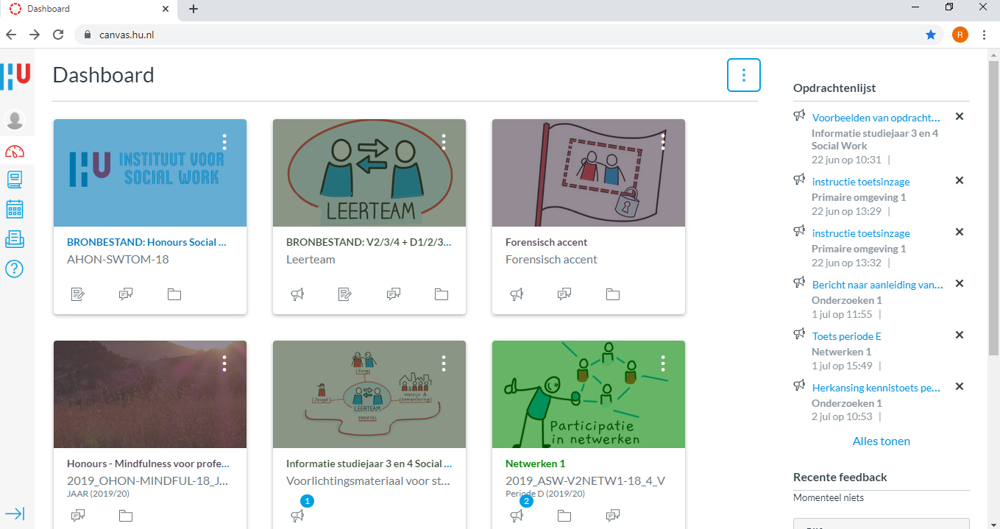 Dashboard
canvas.hu.nl
R
HU
Dashboard
HU INSTITUUT VOOR
SOCIAL WORK
BRONBESTAND: Honours Social ...
AHON-SWTOM-18
LEERTEAM
BRONBESTAND: V2/3/4 + D1/2/3...
Leerteam
Forensisch accent
Forensisch accent
Honours - Mindfulness voor profe...
2019_OHON-MINDFUL-18_J...
JAAR (2019/20)
Zorg
Jeugd
LEERTEAM
Welzijn &
samenleving
PROFIEL
Informatie studiejaar 3 en 4 Social ...
Voorlichtingsmateriaal voor st...
1
Participatie
in netwerken
Netwerken 1
2019_ASW-V2NETW1-18_4_V
Periode D (2019/20)
2
Opdrachtenlijst
Voorbeelden van opdracht...
Informatie studiejaar 3 en 4
Social Work
22 jun op 10:31 |
instructie toetsinzage
Primaire omgeving 1
22 jun op 13:29 |
instructie toetsinzage
Primaire omgeving 1
22 jun op 13:32 |
Bericht naar aanleiding van...
Onderzoeken 1
1 jul op 11:55 |
Toets periode E
Netwerken 1
1 jul op 15:49 |
Herkansing kennistoets pe...
Onderzoeken 1
2 jul op 10:53 |
Alles tonen
Recente feedback
Momenteel niets